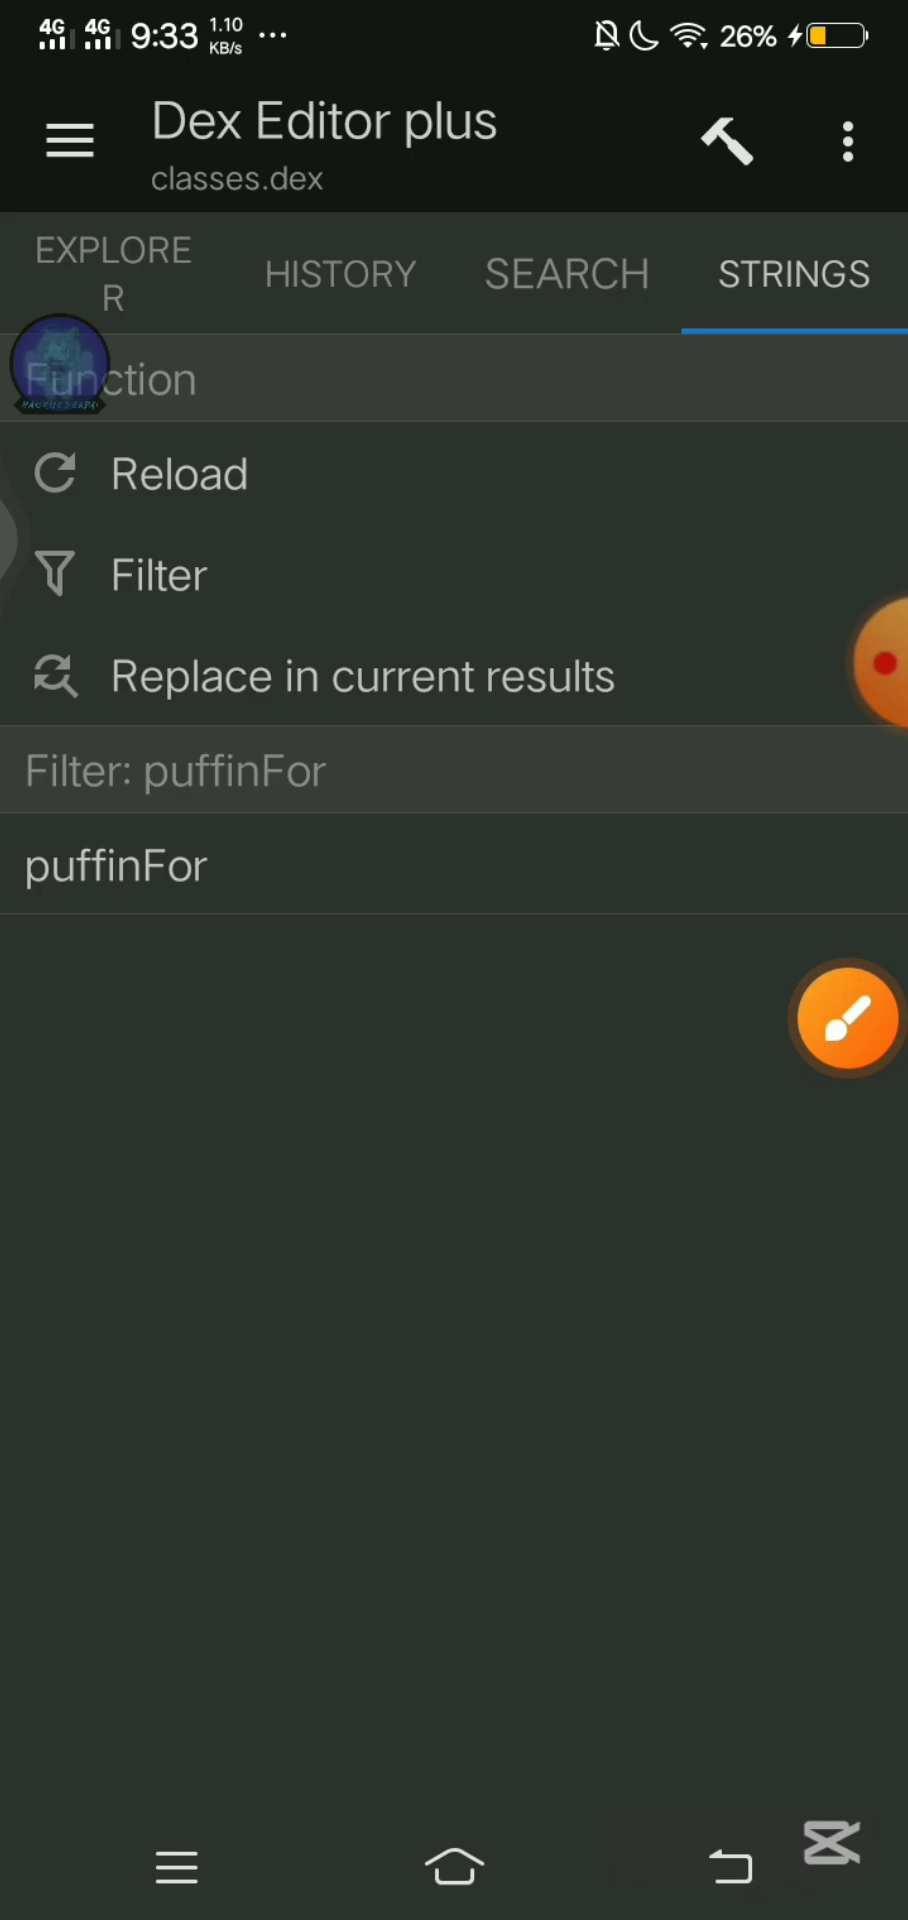 4G 4G 9:33 1.10 KB/s ... 26%
Dex Editor plus
classes.dex
EXPLORE
R
HISTORY
SEARCH
STRINGS
Function
Reload
Filter
Replace in current results
Filter: puffinFor
puffinFor